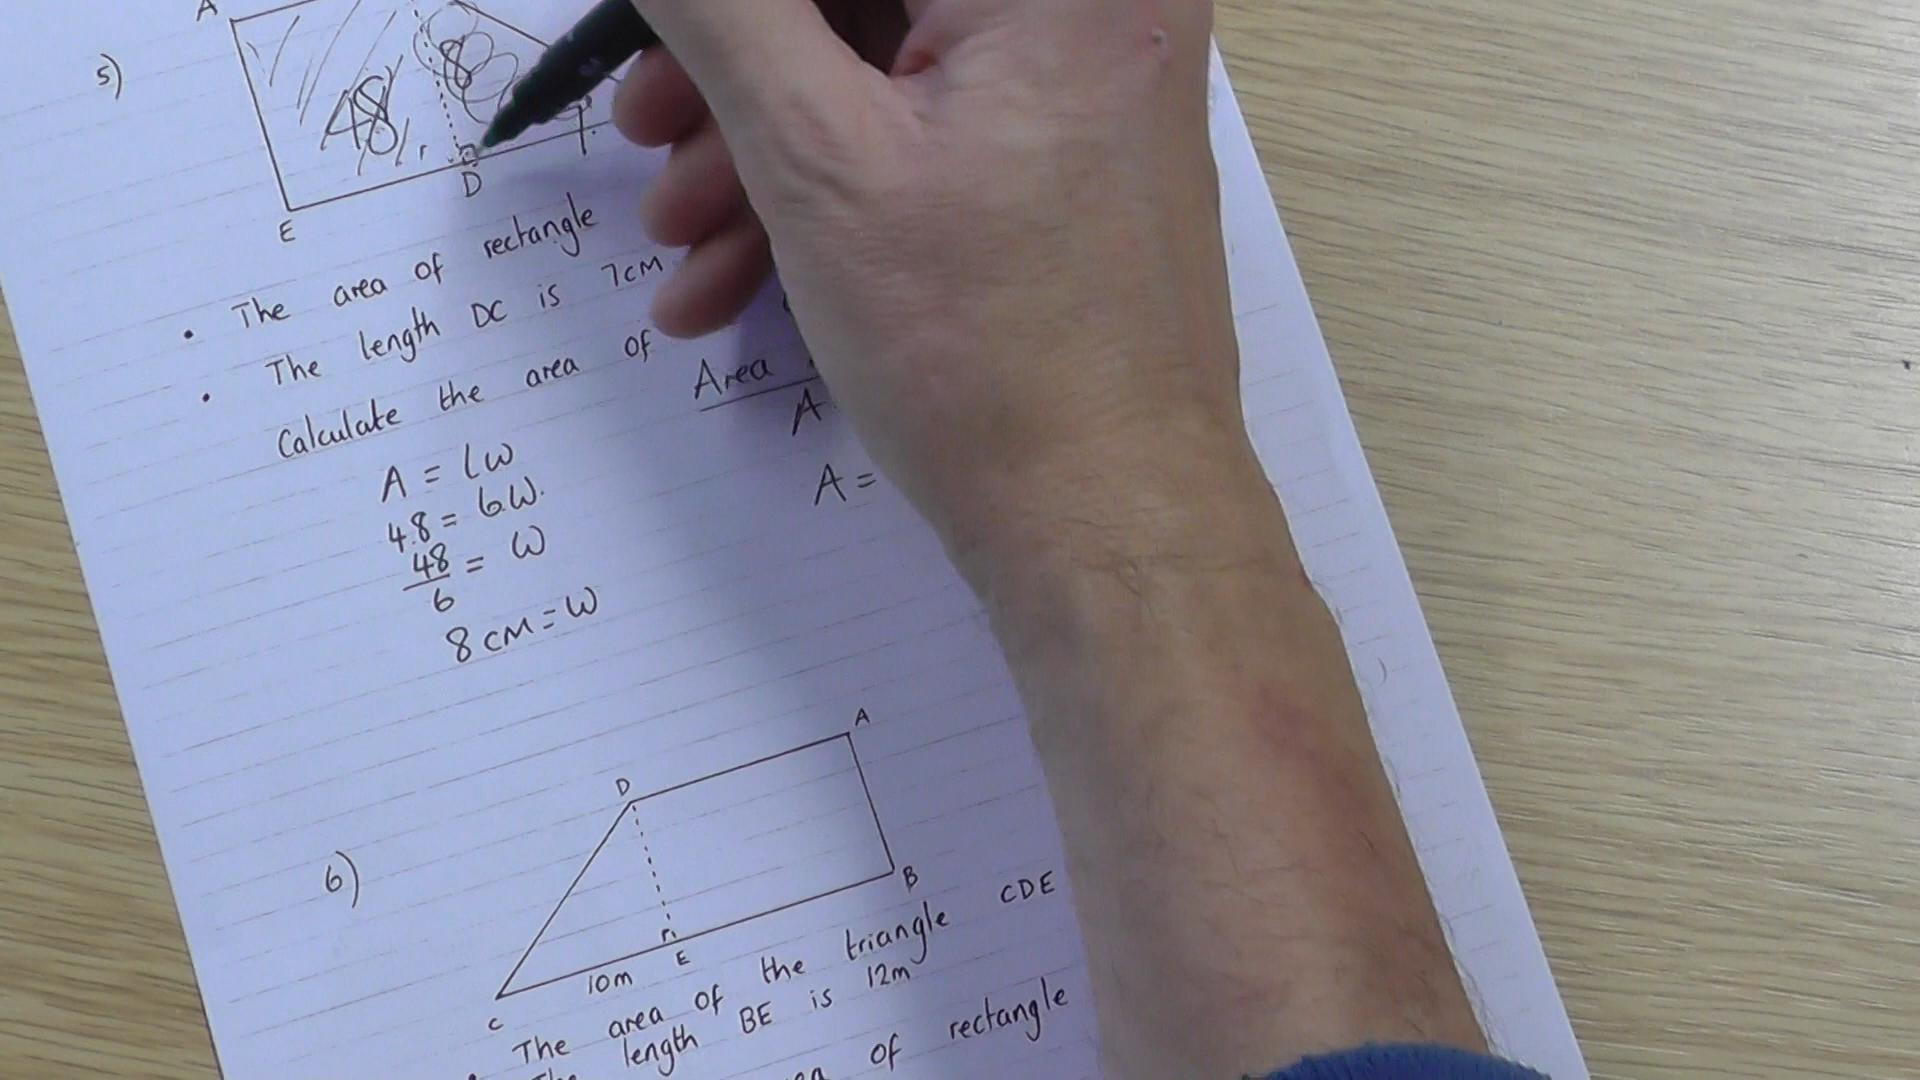 A
5)
48
8
7
D
E
• The area of rectangle
• The length DC is 7cm
Calculate the area of
Area
A
A = lw
48 = 6w.
48/6 = w
8 cm = w
A =
6)
A
D
B
E
10m
C
The area of the triangle CDE
The length BE is 12m
of rectangle